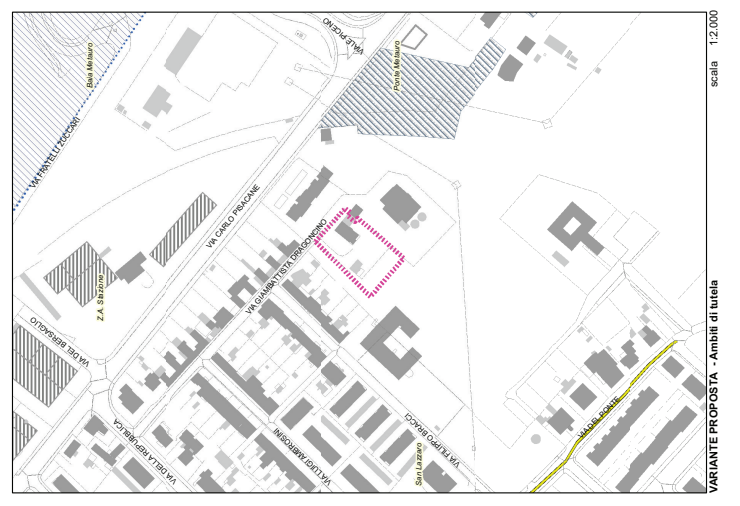 Baia Metauro
VIA FRATELLI ZUCCARI
VIALE PICENO
Ponte Metauro
VIA CARLO PISACANE
VIA GIAMBATTISTA DRAGONCINO
Z.A. Stazione
VIA DEL BERSAGLIO
VIA DELLA REPUBBLICA
VIA LUIGI AMBROSINI
VIA FILIPPO BRACCI
San Lazzaro
VIA DEL PONTE
VARIANTE PROPOSTA - Ambiti di tutela
scala 1:2.000